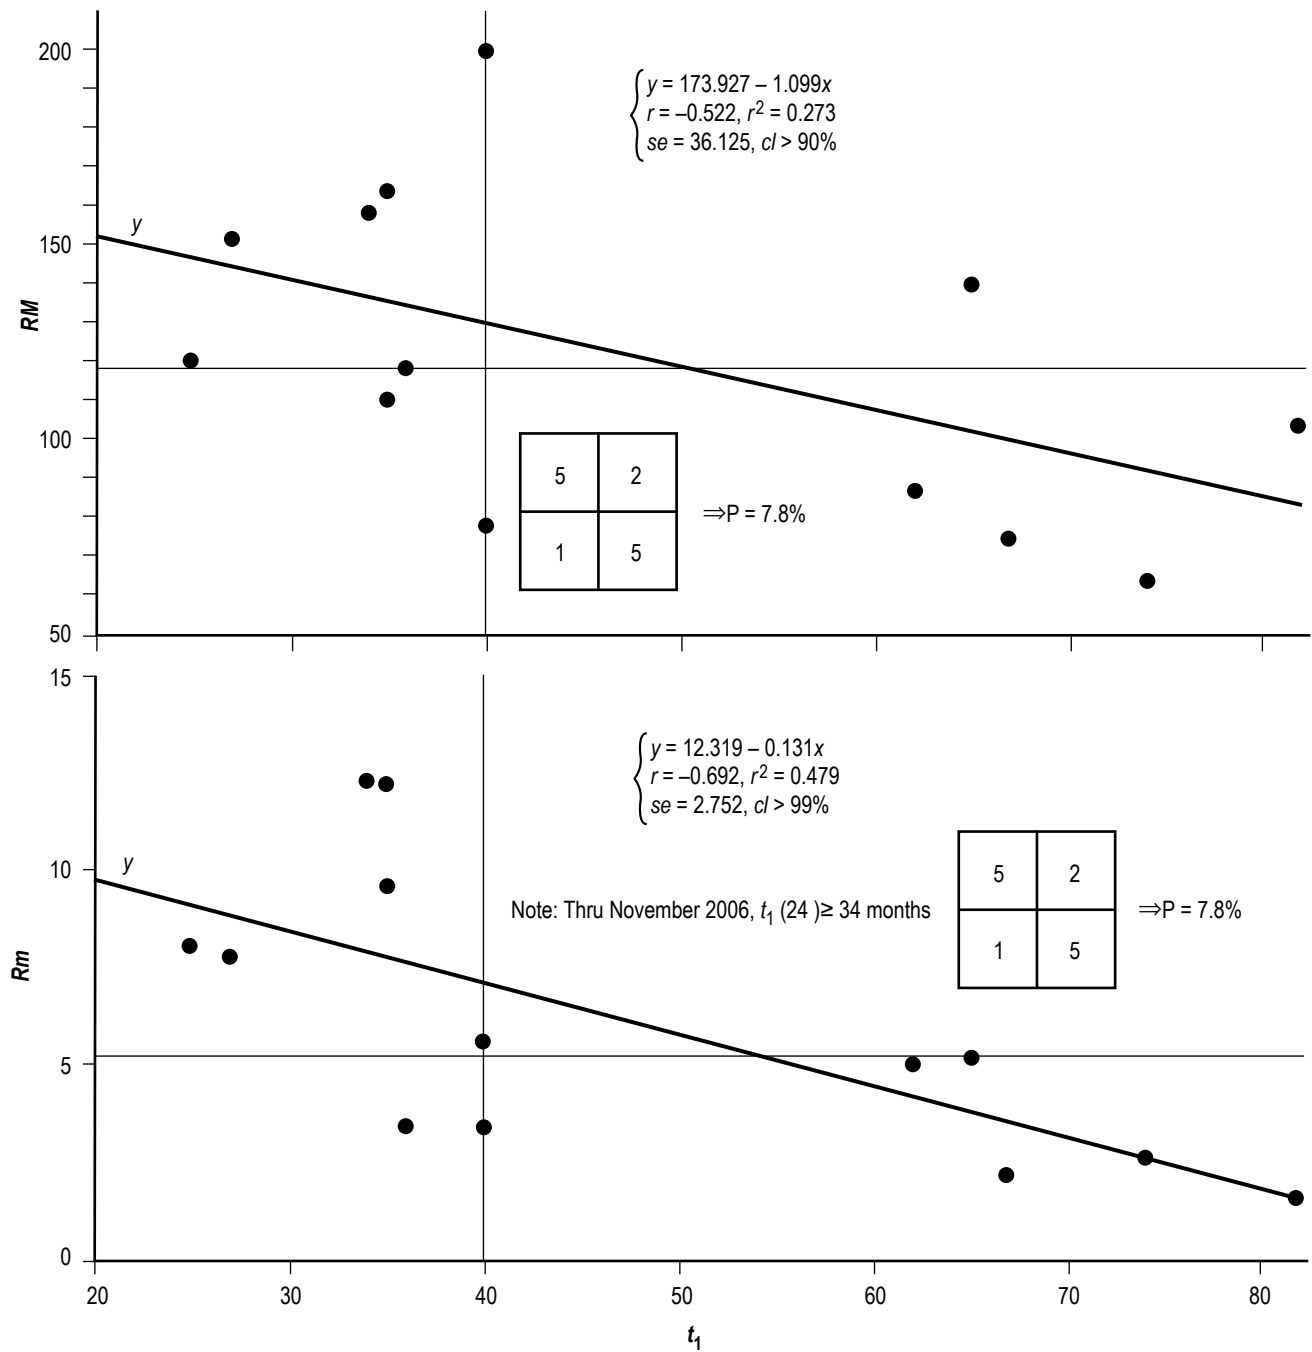 200
y = 173.927 – 1.099x
r = –0.522, r² = 0.273
se = 36.125, cl > 90%
y
150
RM
100
5 2
⇒P = 7.8%
1 5
50
15
y = 12.319 – 0.131x
r = –0.692, r² = 0.479
se = 2.752, cl > 99%
y
10
5 2
Note: Thru November 2006, t₁ (24 )≥ 34 months
⇒P = 7.8%
1 5
Rm
5
0
20 30 40 50 60 70 80
t₁